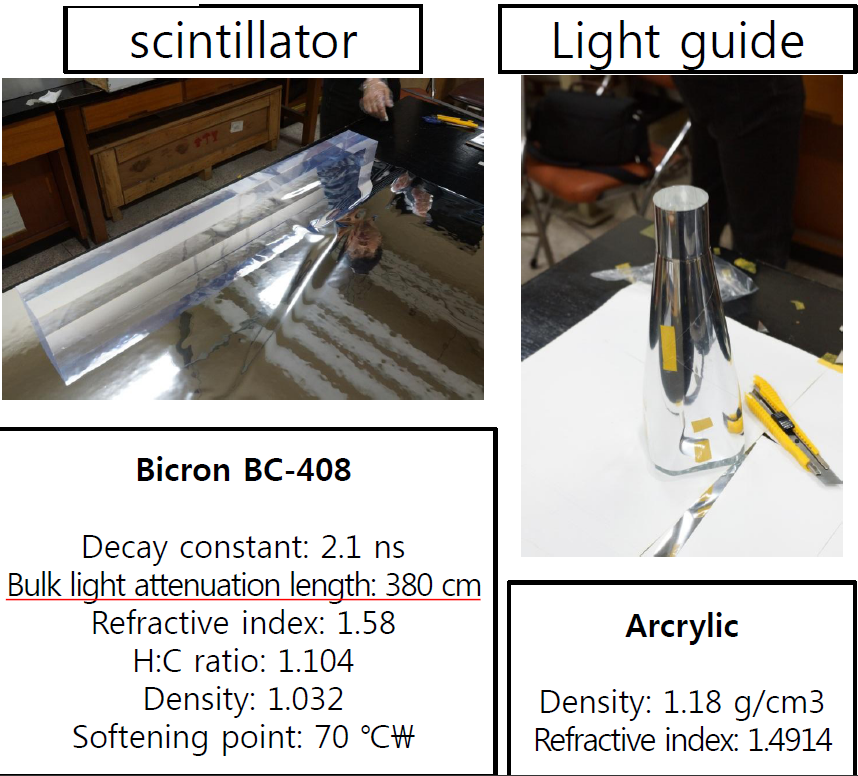 scintillator
Light guide
Bicron BC-408
Decay constant: 2.1 ns
Bulk light attenuation length: 380 cm
Refractive index: 1.58
H:C ratio: 1.104
Density: 1.032
Softening point: 70 ℃₩
Arcrylic
Density: 1.18 g/cm3
Refractive index: 1.4914